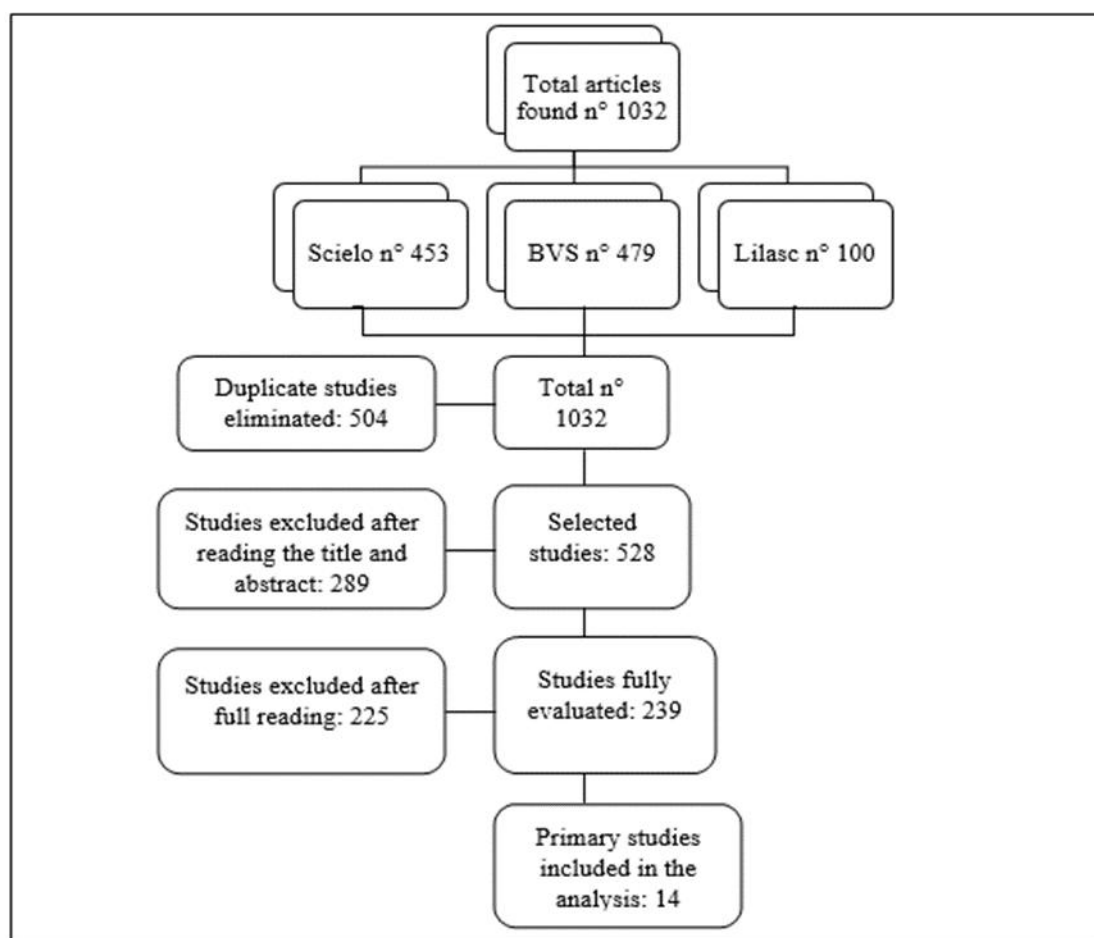 Total articles
found n° 1032
Scielo n° 453
BVS n° 479
Lilasc n° 100
Duplicate studies
eliminated: 504
Total n°
1032
Studies excluded after
reading the title and
abstract: 289
Selected
studies: 528
Studies excluded after
full reading: 225
Studies fully
evaluated: 239
Primary studies
included in the
analysis: 14